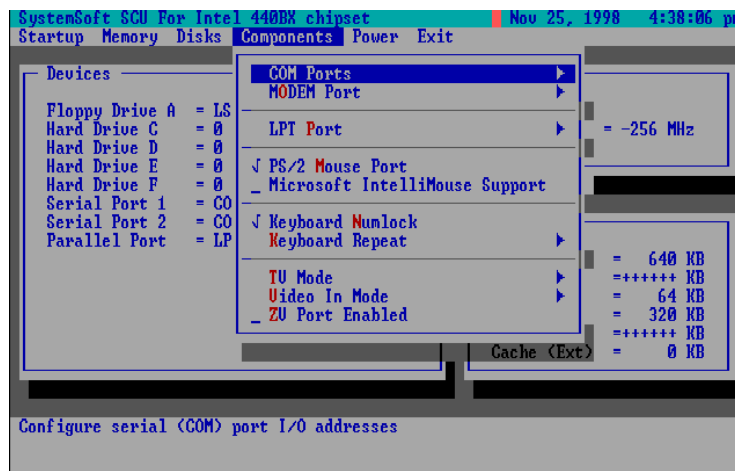 SystemSoft SCU For Intel 440BX chipset Nov 25, 1998 4:38:06 p
Startup Memory Disks Components Power Exit
Devices
Floppy Drive A = LS
Hard Drive C = 0
Hard Drive D = 0
Hard Drive E = 0
Hard Drive F = 0
Serial Port 1 = CO
Serial Port 2 = CO
Parallel Port = LP
COM Ports
MODEM Port
LPT Port
√ PS/2 Mouse Port
_ Microsoft IntelliMouse Support
√ Keyboard Numlock
Keyboard Repeat
TV Mode
Video In Mode
_ ZV Port Enabled
= -256 MHz
= 640 KB
=++++++ KB
= 64 KB
= 320 KB
=++++++ KB
Cache (Ext) = 0 KB
Configure serial (COM) port I/O addresses